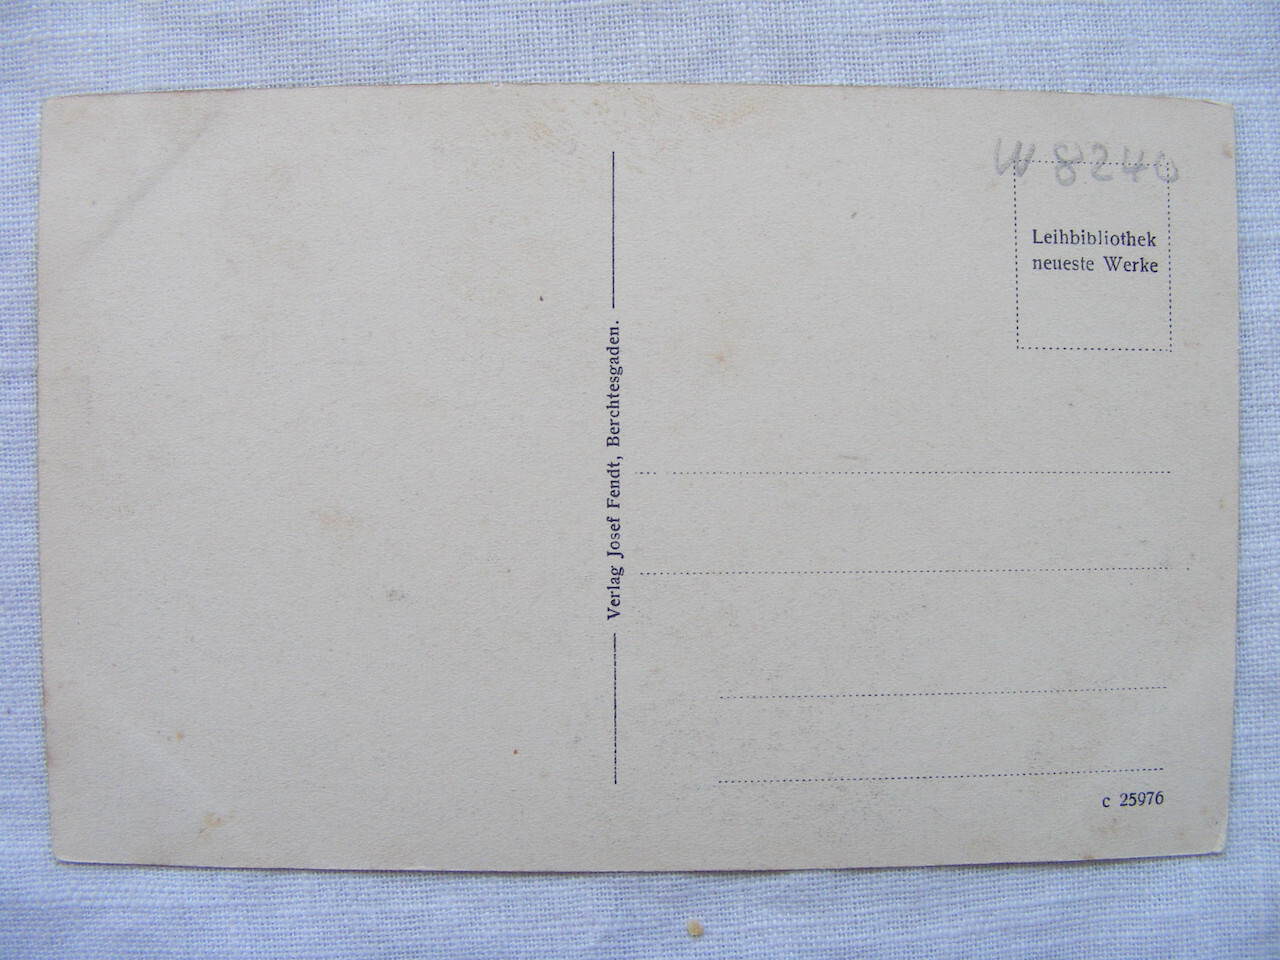 W 8240
Leihbibliothek
neueste Werke
Verlag Josef Fendt, Berchtesgaden.
c 25976